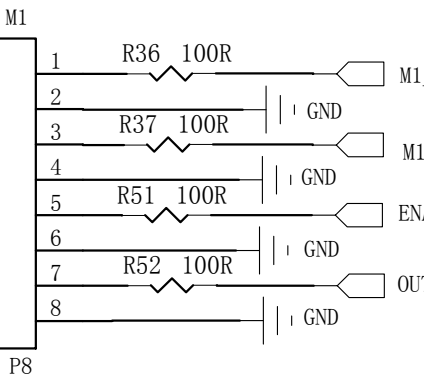 M1
1 R36 100R M1_
2 GND
3 R37 100R M1
4 GND
5 R51 100R ENA
6 GND
7 R52 100R OUT
8 GND
P8